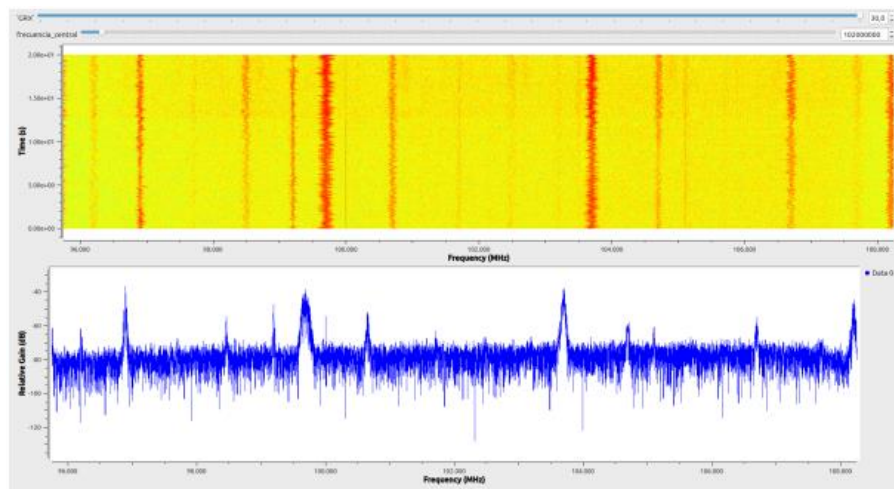 'GRX' 30,0
frecuencia_central 102000000
2.00e+01
1.50e+01
1.00e+01
5.00e+00
0.00e+00
Time (s)
96,000 98,000 100,000 102,000 104,000 106,000 108,000
Frequency (MHz)
Data 0
-40
-60
-80
-100
-120
Relative Gain (dB)
96,000 98,000 100,000 102,000 104,000 106,000 108,000
Frequency (MHz)